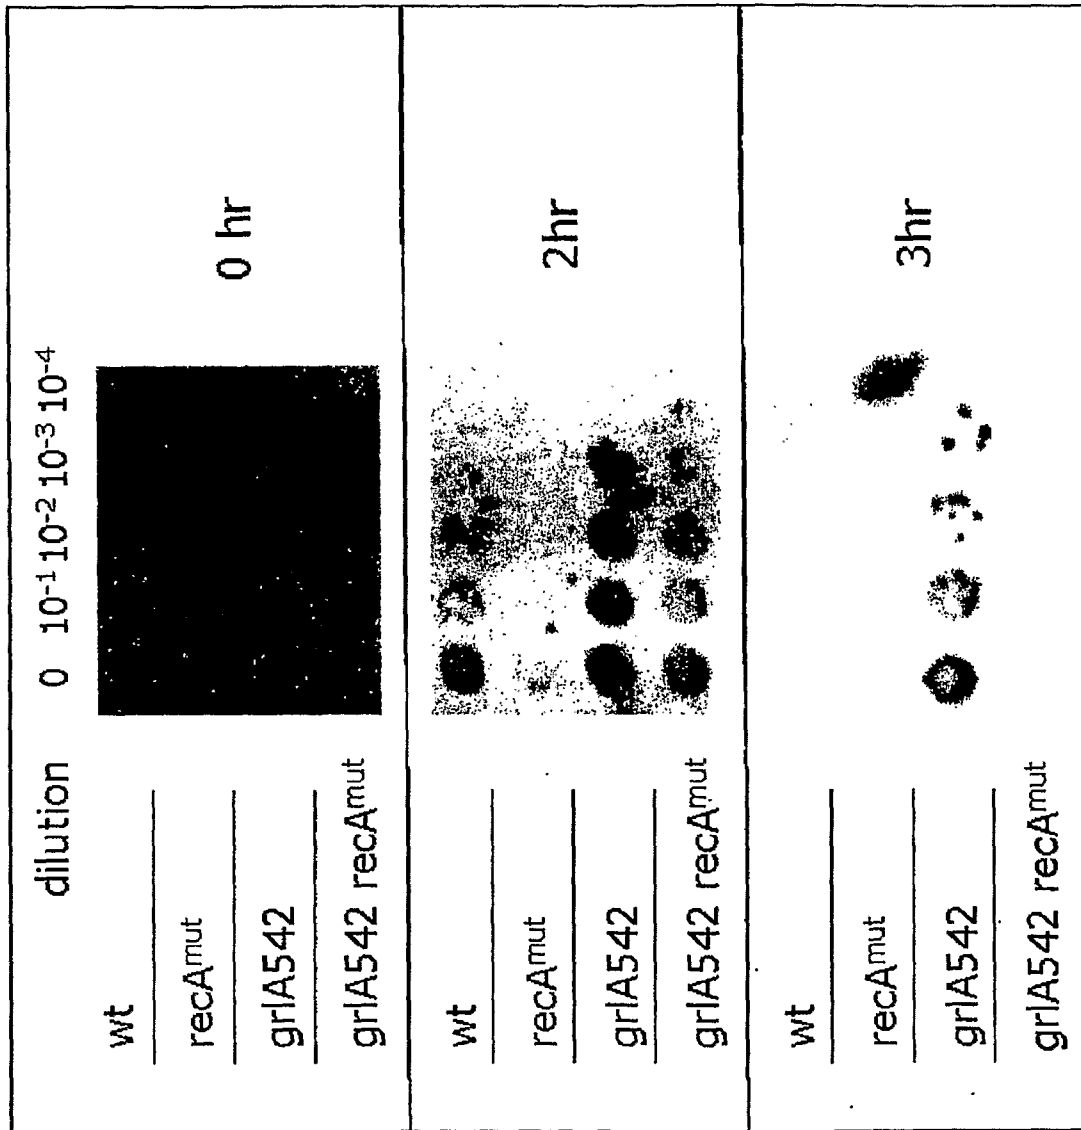 dilution 0 10-1 10-2 10-3 10-4
wt
recAmut
grlA542
grlA542 recAmut
0 hr
wt
recAmut
grlA542
grlA542 recAmut
2hr
wt
recAmut
grlA542
grlA542 recAmut
3hr